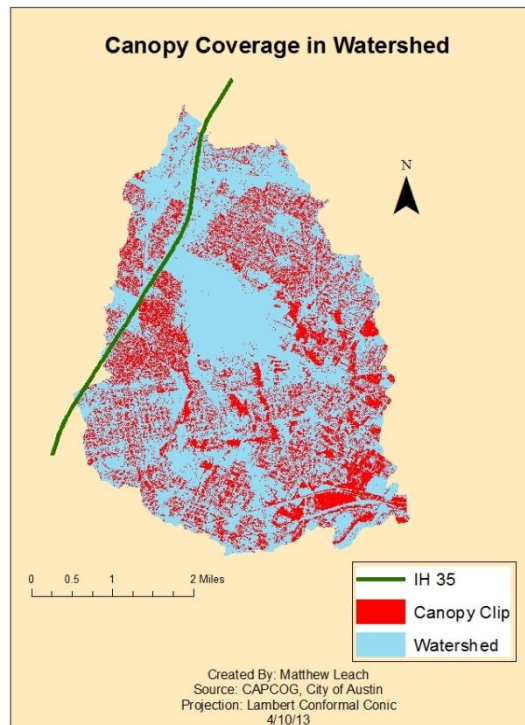 Canopy Coverage in Watershed
N
0 0.5 1 2 Miles
IH 35
Canopy Clip
Watershed
Created By: Matthew Leach
Source: CAPCOG, City of Austin
Projection: Lambert Conformal Conic
4/10/13